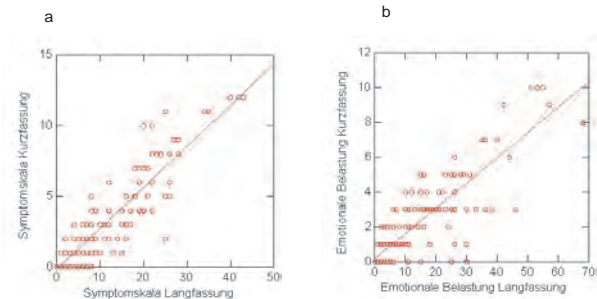 a
b
15
10
5
0
0 10 20 30 40 50
Symptomskala Kurzfassung
Symptomskala Langfassung
12
10
8
6
4
2
0
0 10 20 30 40 50 60 70
Emotionale Belastung Kurzfassung
Emotionale Belastung Langfassung